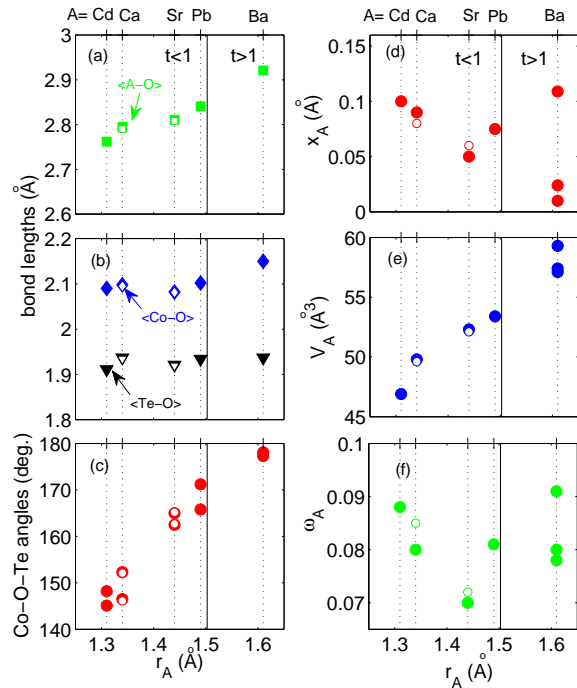 A= Cd Ca Sr Pb Ba
(a) t<1 t>1
<A−O>
3
2.9
2.8
2.7
2.6
bond lengths (Å)
(b)
<Co−O>
<Te−O>
2.2
2.1
2
1.9
1.8
(c)
180
170
160
150
140
Co−O−Te angles (deg.)
1.3 1.4 1.5 1.6
r_A (Å)
A= Cd Ca Sr Pb Ba
(d) t<1 t>1
0.15
0.1
0.05
0
x_A (Å)
(e)
60
55
50
45
V_A (Å^3)
(f)
0.1
0.09
0.08
0.07
ω_A
1.3 1.4 1.5 1.6
r_A (Å)